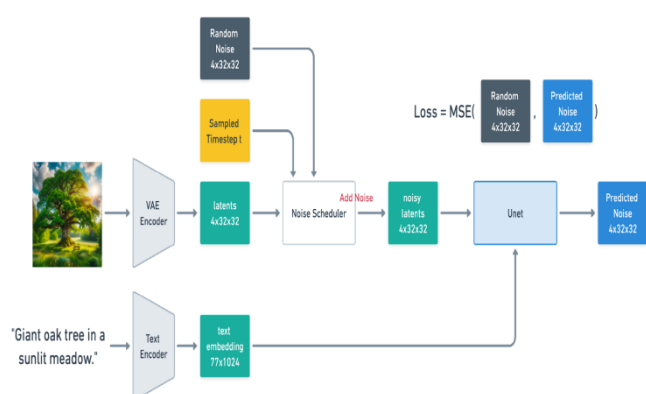 Random
Noise
4x32x32
Sampled
Timestep t
Loss = MSE(
Random
Noise
4x32x32
,
Predicted
Noise
4x32x32
)
VAE
Encoder
latents
4x32x32
Noise Scheduler
Add Noise
noisy
latents
4x32x32
Unet
Predicted
Noise
4x32x32
"Giant oak tree in a
sunlit meadow."
Text
Encoder
text
embedding
77x1024